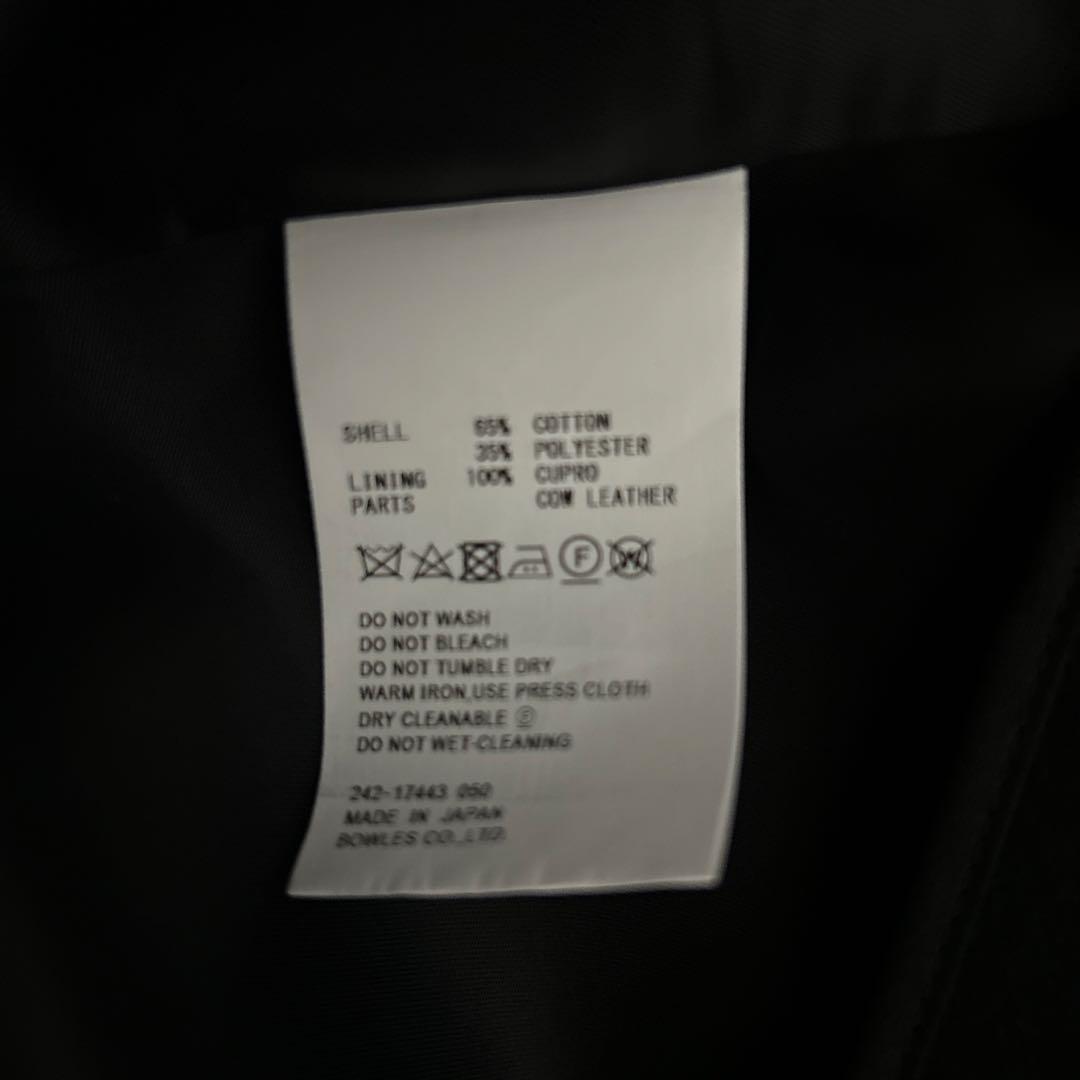 SHELL 65% COTTON
35% POLYESTER
LINING 100% CUPRO
PARTS COW LEATHER
F W
DO NOT WASH
DO NOT BLEACH
DO NOT TUMBLE DRY
WARM IRON,USE PRESS CLOTH
DRY CLEANABLE Ⓕ
DO NOT WET-CLEANING
242-17443 050
MADE IN JAPAN
BOWLES CO.,LTD.